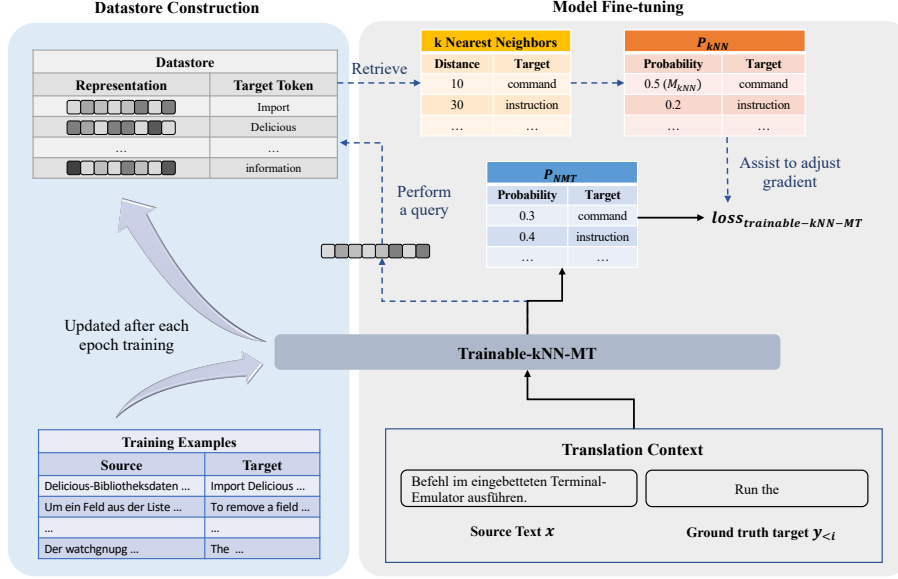 Datastore Construction
Model Fine-tuning
Datastore
Representation Target Token
Import
Delicious
...
...
information
Retrieve
k Nearest Neighbors
Distance Target
10 command
30 instruction
... ...
P_kNN
Probability Target
0.5 (M_kNN) command
0.2 instruction
... ...
Assist to adjust
gradient
Perform
a query
P_NMT
Probability Target
0.3 command
0.4 instruction
... ...
loss_trainable-kNN-MT
Updated after each
epoch training
Trainable-kNN-MT
Training Examples
Source Target
Delicious-Bibliotheksdaten ... Import Delicious ...
Um ein Feld aus der Liste ... To remove a field ...
... ...
Der watchgnupg ... The ...
Translation Context
Befehl im eingebetteten Terminal-
Emulator ausführen.
Run the
Source Text x
Ground truth target y_<i